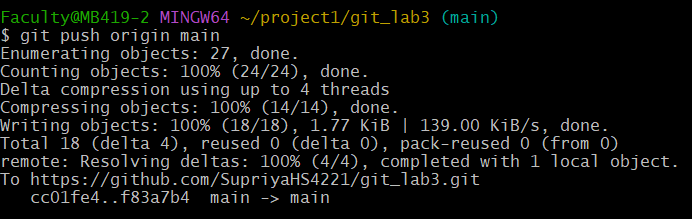 Faculty@MB419-2 MINGW64 ~/project1/git_lab3 (main)
$ git push origin main
Enumerating objects: 27, done.
Counting objects: 100% (24/24), done.
Delta compression using up to 4 threads
Compressing objects: 100% (14/14), done.
Writing objects: 100% (18/18), 1.77 KiB | 139.00 KiB/s, done.
Total 18 (delta 4), reused 0 (delta 0), pack-reused 0 (from 0)
remote: Resolving deltas: 100% (4/4), completed with 1 local object.
To https://github.com/SupriyaHS4221/git_lab3.git
   cc01fe4..f83a7b4  main -> main